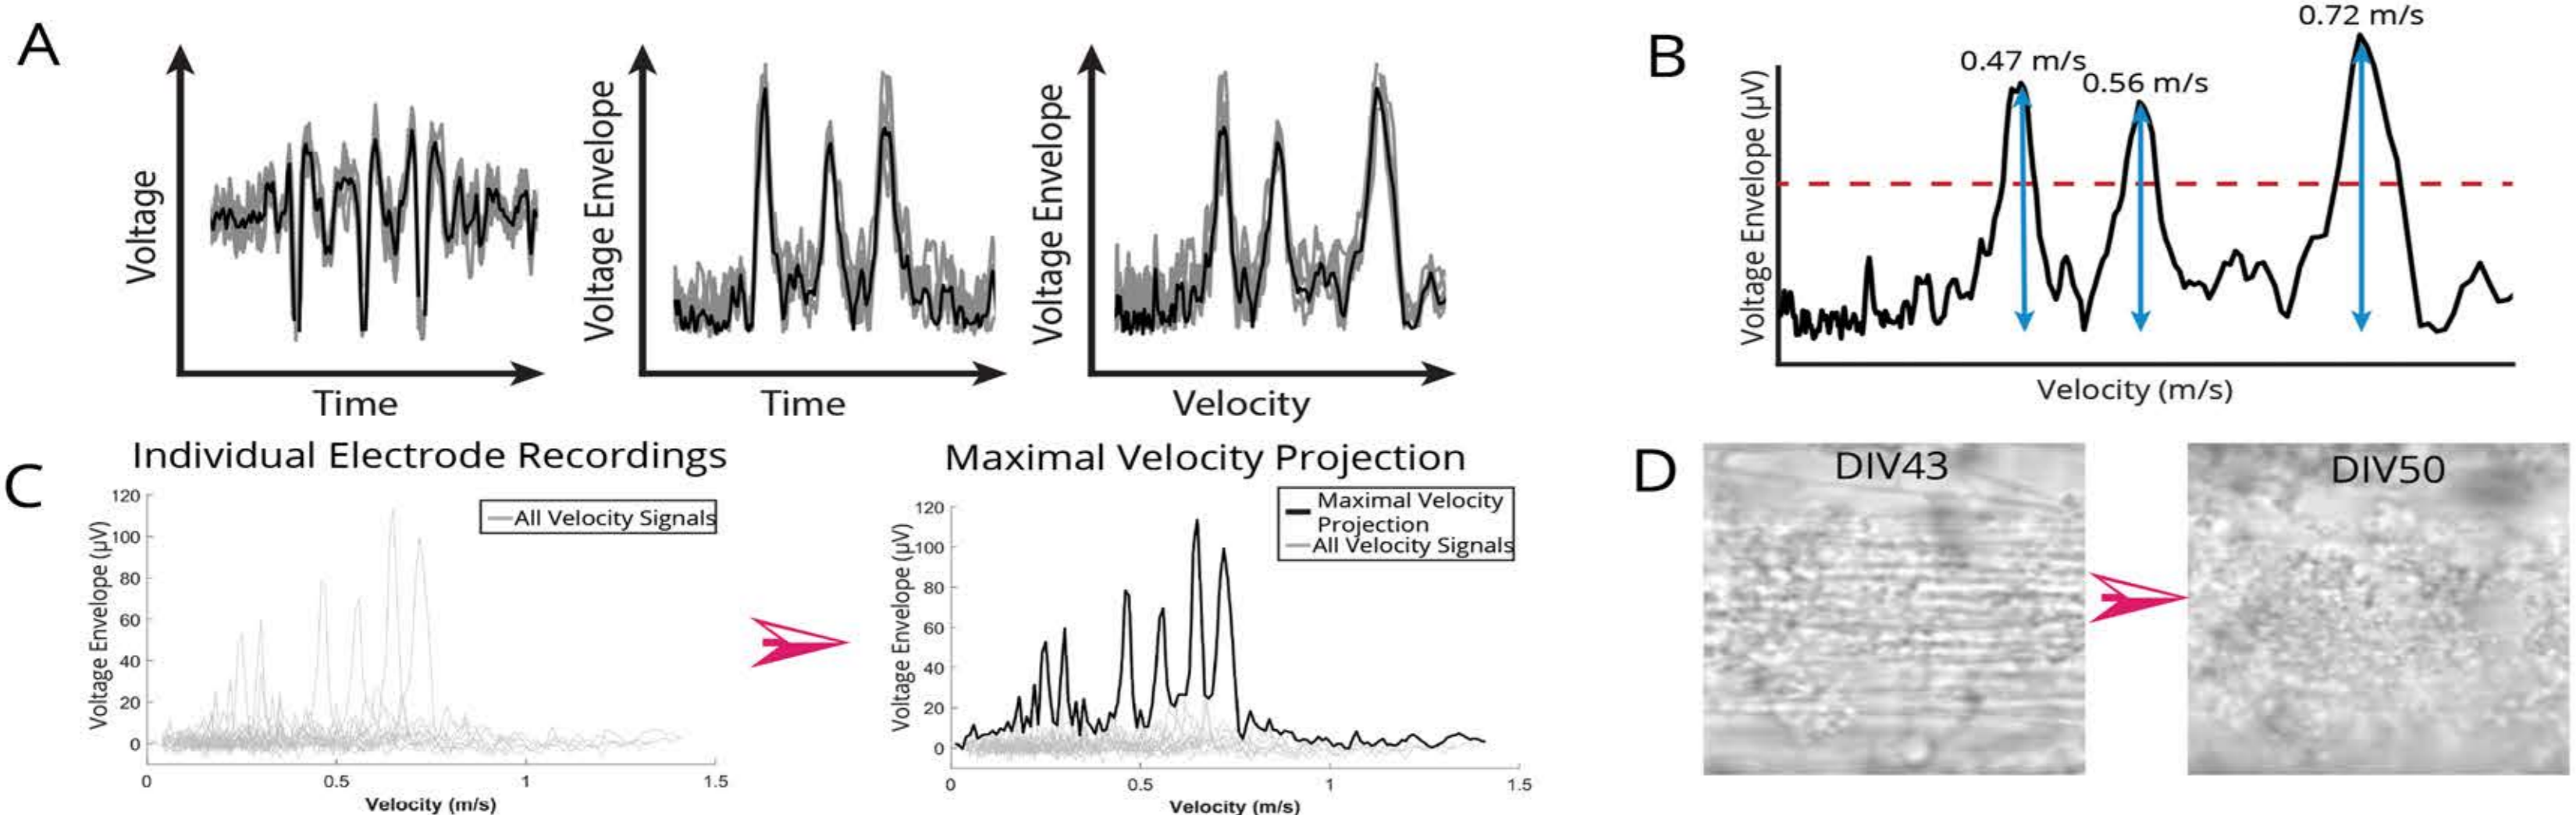 A
Voltage
Time
Voltage Envelope
Time
Voltage Envelope
Velocity
B
0.47 m/s
0.56 m/s
0.72 m/s
Voltage Envelope (µV)
Velocity (m/s)
C
Individual Electrode Recordings
All Velocity Signals
120
100
80
60
40
20
0
Voltage Envelope (µV)
0
0.5
1
1.5
Velocity (m/s)
Maximal Velocity Projection
Maximal Velocity
Projection
All Velocity Signals
120
100
80
60
40
20
0
Voltage Envelope (µV)
0
0.5
1
1.5
Velocity (m/s)
D
DIV43
DIV50